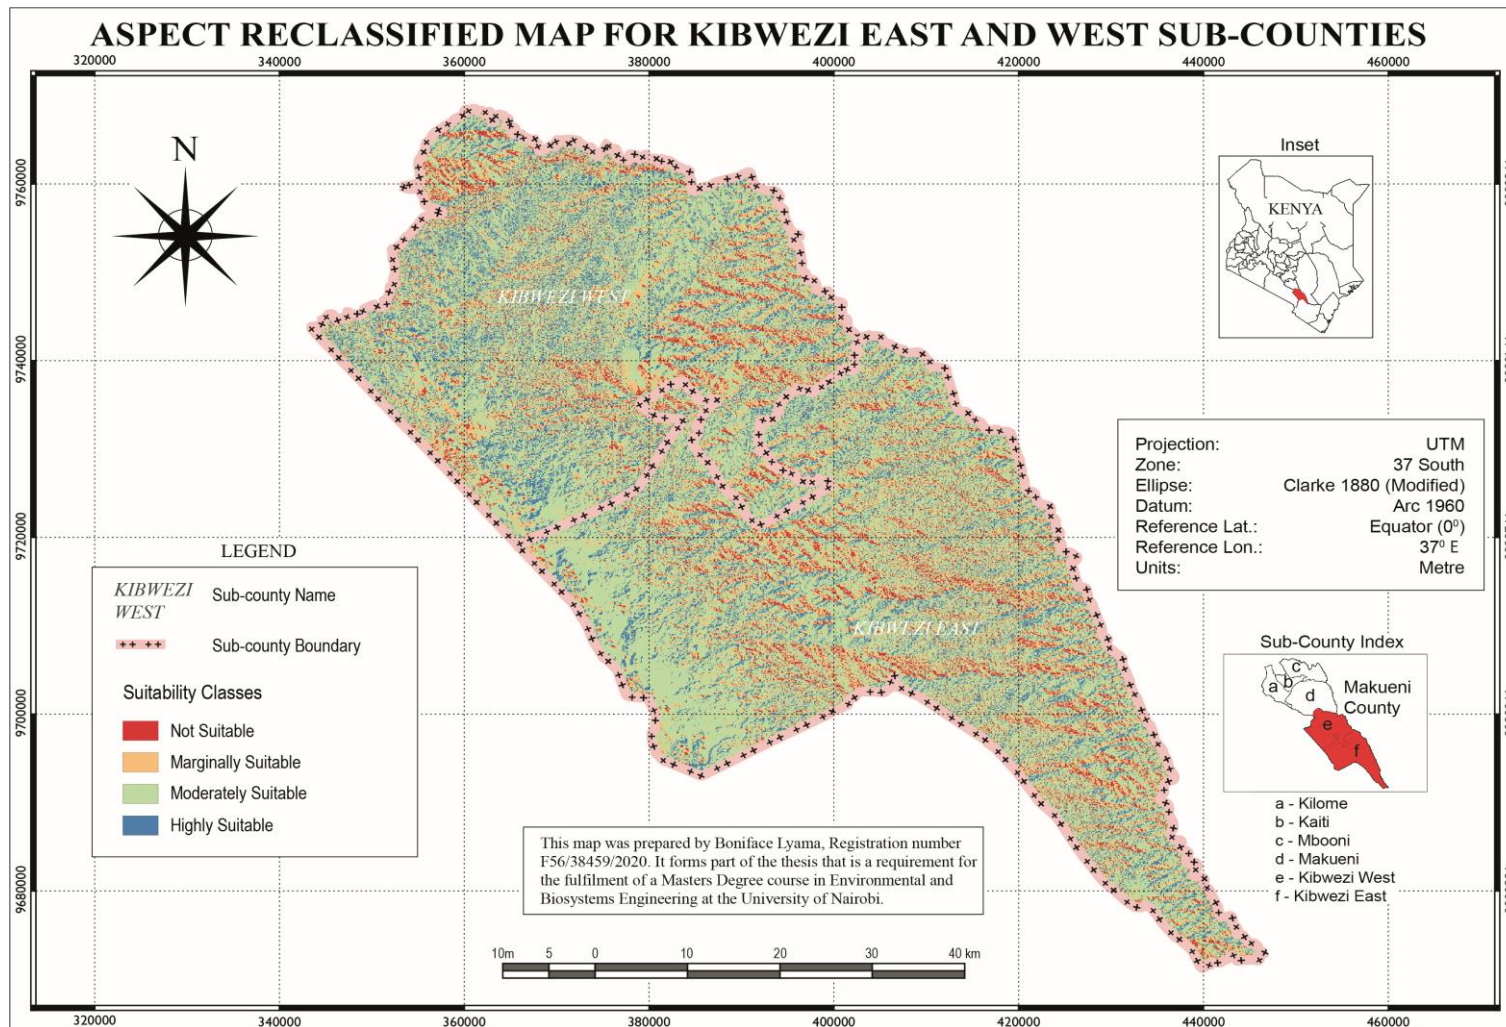 ASPECT RECLASSIFIED MAP FOR KIBWEZI EAST AND WEST SUB-COUNTIES
320000 340000 360000 380000 400000 420000 440000 460000
N
9760000
9740000
9720000
9700000
9680000
KIBWEZI WEST
KIBWEZI EAST
Inset
KENYA
Projection: UTM
Zone: 37 South
Ellipse: Clarke 1880 (Modified)
Datum: Arc 1960
Reference Lat.: Equator (0⁰)
Reference Lon.: 37⁰ E
Units: Metre
LEGEND
KIBWEZI
WEST
Sub-county Name
Sub-county Boundary
Suitability Classes
Not Suitable
Marginally Suitable
Moderately Suitable
Highly Suitable
Sub-County Index
Makueni
County
a
b
c
d
e
f
a - Kilome
b - Kaiti
c - Mbooni
d - Makueni
e - Kibwezi West
f - Kibwezi East
This map was prepared by Boniface Lyama, Registration number
F56/38459/2020. It forms part of the thesis that is a requirement for
the fulfilment of a Masters Degree course in Environmental and
Biosystems Engineering at the University of Nairobi.
10m 5 0 10 20 30 40 km
320000 340000 360000 380000 400000 420000 440000 460000